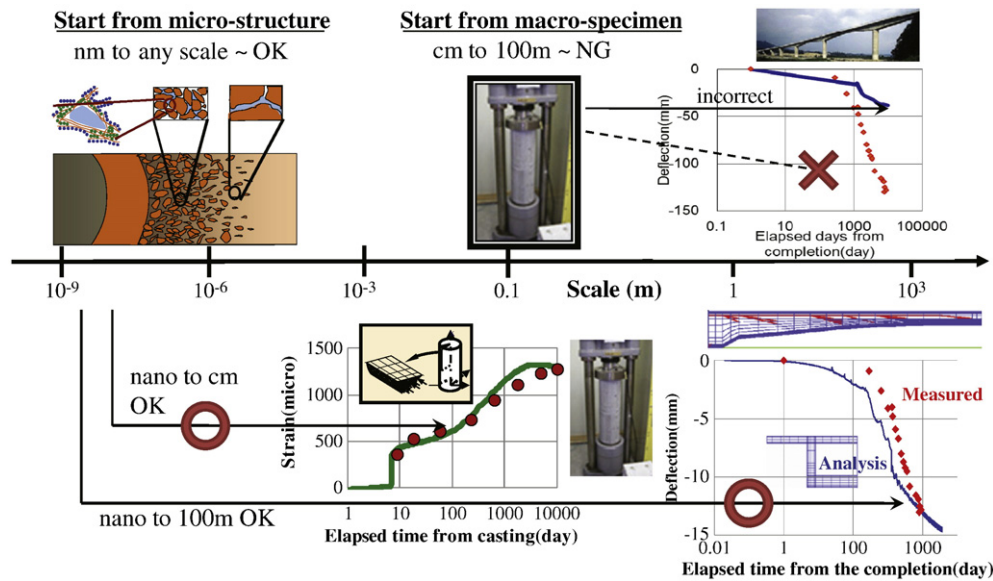 Start from micro-structure
nm to any scale ~ OK
Start from macro-specimen
cm to 100m ~ NG
incorrect
0
-50
-100
-150
Deflection(mm)
0.1
10
1000
100000
Elapsed days from
completion(day)
10-9
10-6
10-3
0.1
Scale (m)
1
10³
nano to cm
OK
nano to 100m OK
1500
1000
500
0
Strain(micro)
1
10
100
1000
10000
Elapsed time from casting(day)
0
-5
-10
-15
Deflection(mm)
Measured
Analysis
0.01
1
100
10000
Elapsed time from the completion(day)